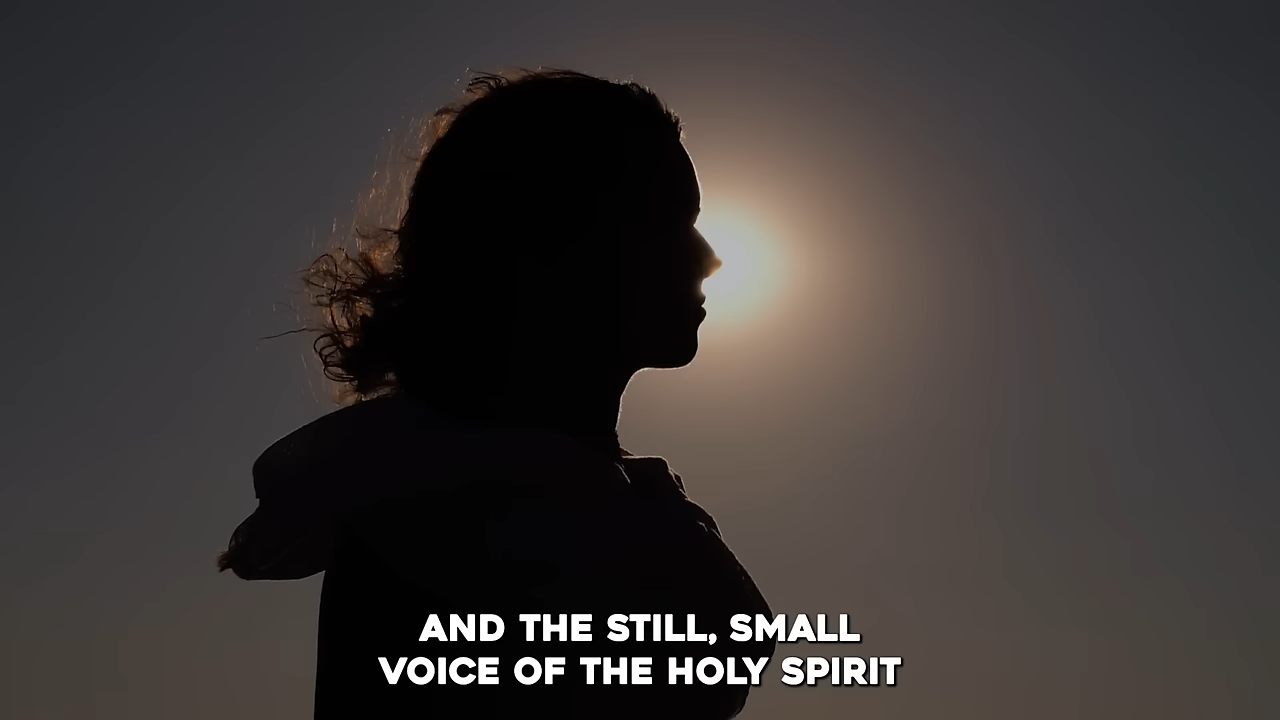 AND THE STILL, SMALL
VOICE OF THE HOLY SPIRIT